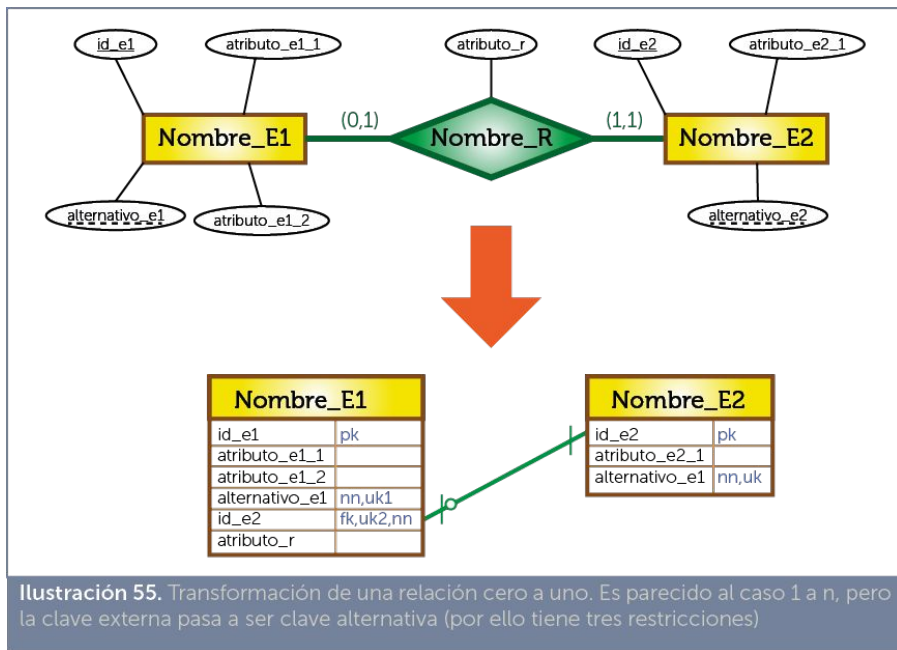 id_e1
atributo_e1_1
atributo_r
id_e2
atributo_e2_1
Nombre_E1
(0,1)
Nombre_R
(1,1)
Nombre_E2
alternativo_e1
atributo_e1_2
alternativo_e2
Nombre_E1
id_e1 pk
atributo_e1_1
atributo_e1_2
alternativo_e1 nn,uk1
id_e2 fk,uk2,nn
atributo_r
Nombre_E2
id_e2 pk
atributo_e2_1
alternativo_e1 nn,uk
Ilustración 55. Transformación de una relación cero a uno. Es parecido al caso 1 a n, pero
la clave externa pasa a ser clave alternativa (por ello tiene tres restricciones)